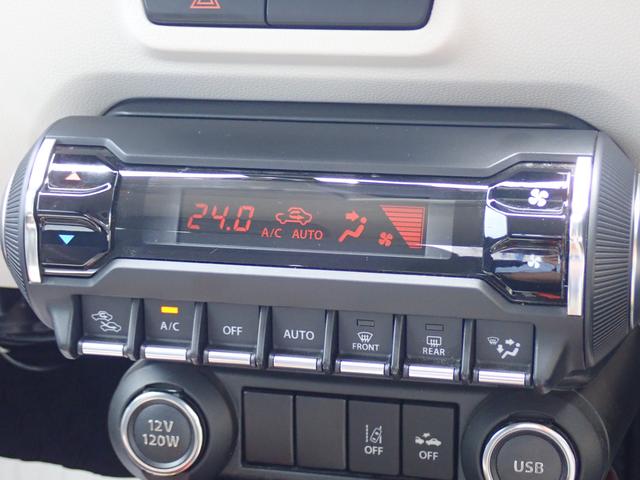 24.0
A/C AUTO
A/C
OFF
AUTO
FRONT
REAR
12V
120W
OFF
OFF
USB